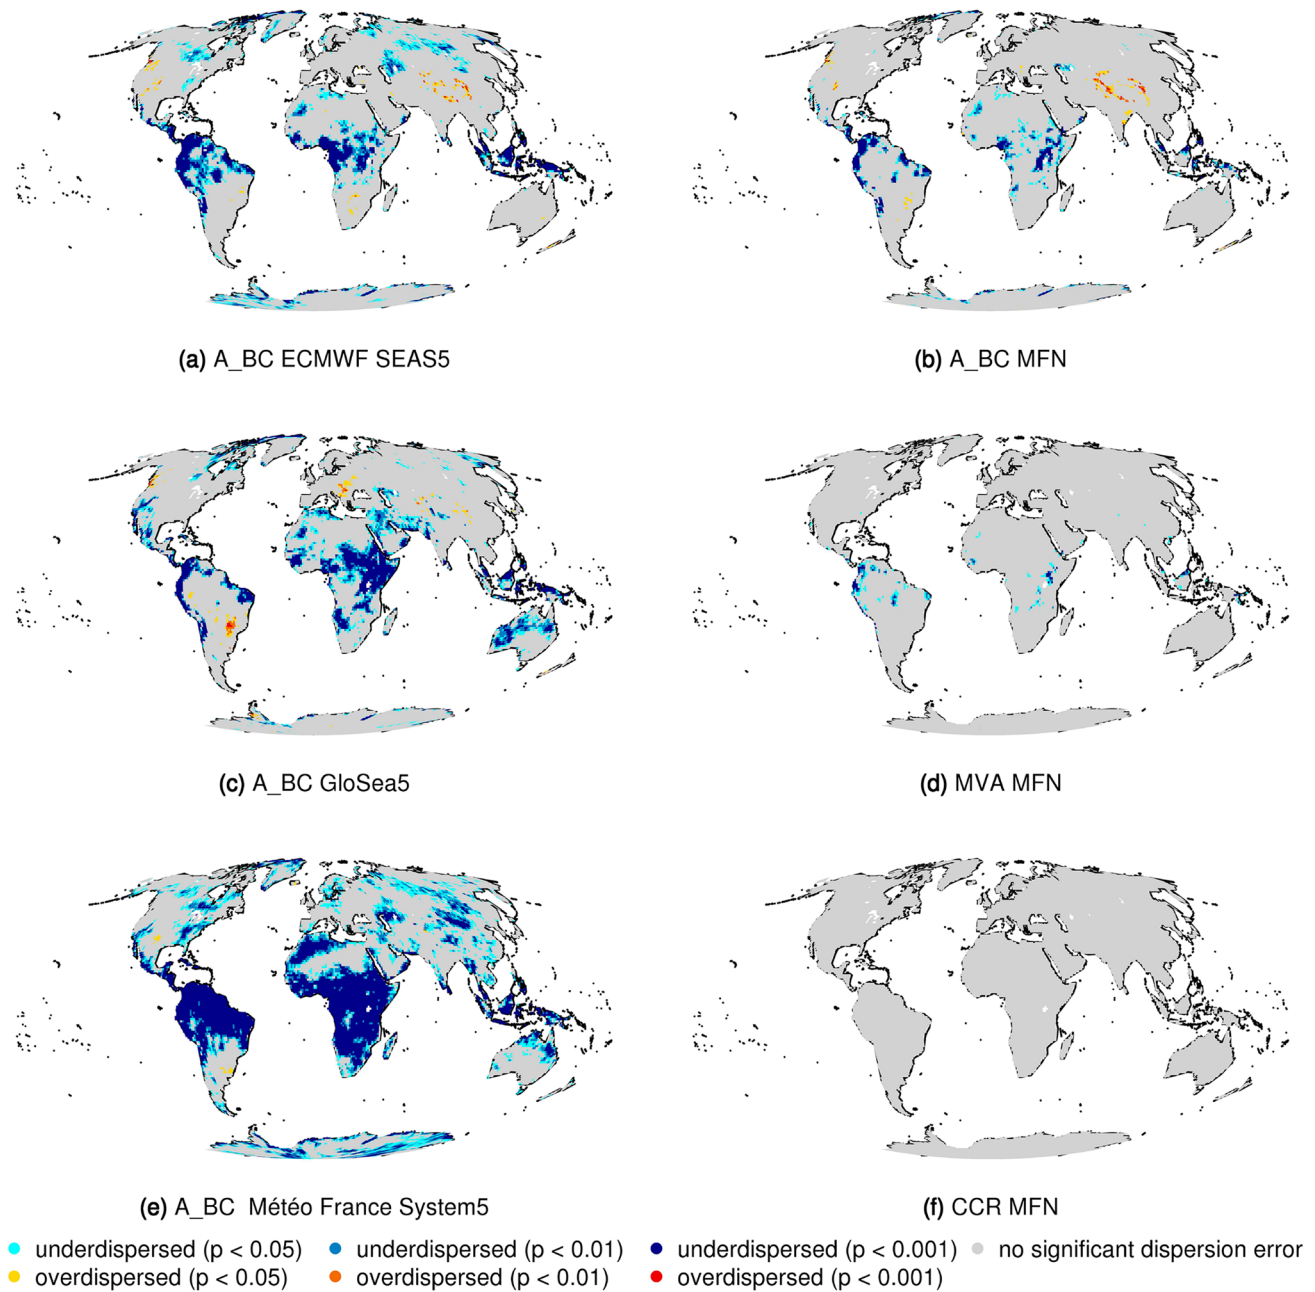 (a) A_BC ECMWF SEAS5
(b) A_BC MFN
(c) A_BC GloSea5
(d) MVA MFN
(e) A_BC Météo France System5
(f) CCR MFN
underdispersed (p < 0.05)
underdispersed (p < 0.01)
underdispersed (p < 0.001)
no significant dispersion error
overdispersed (p < 0.05)
overdispersed (p < 0.01)
overdispersed (p < 0.001)